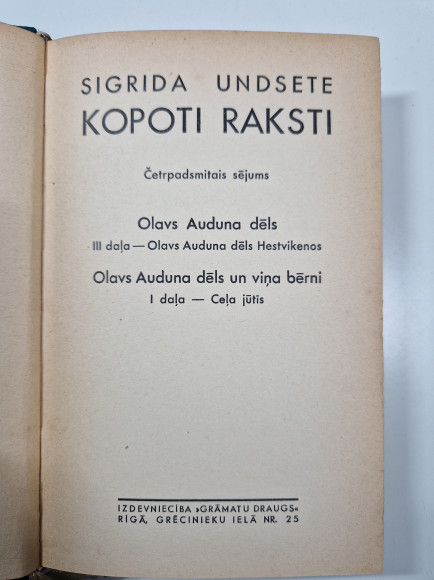 SIGRIDA UNDSETE
KOPOTI RAKSTI
Četrpadsmitais sējums
Olavs Auduna dēls
III daļa — Olavs Auduna dēls Hestvikenos
Olavs Auduna dēls un viņa bērni
I daļa — Ceļa jūtīs
IZDEVNIECĪBA »GRĀMATU DRAUGS«
RĪGĀ, GRĒCINIEKU IELĀ NR. 25